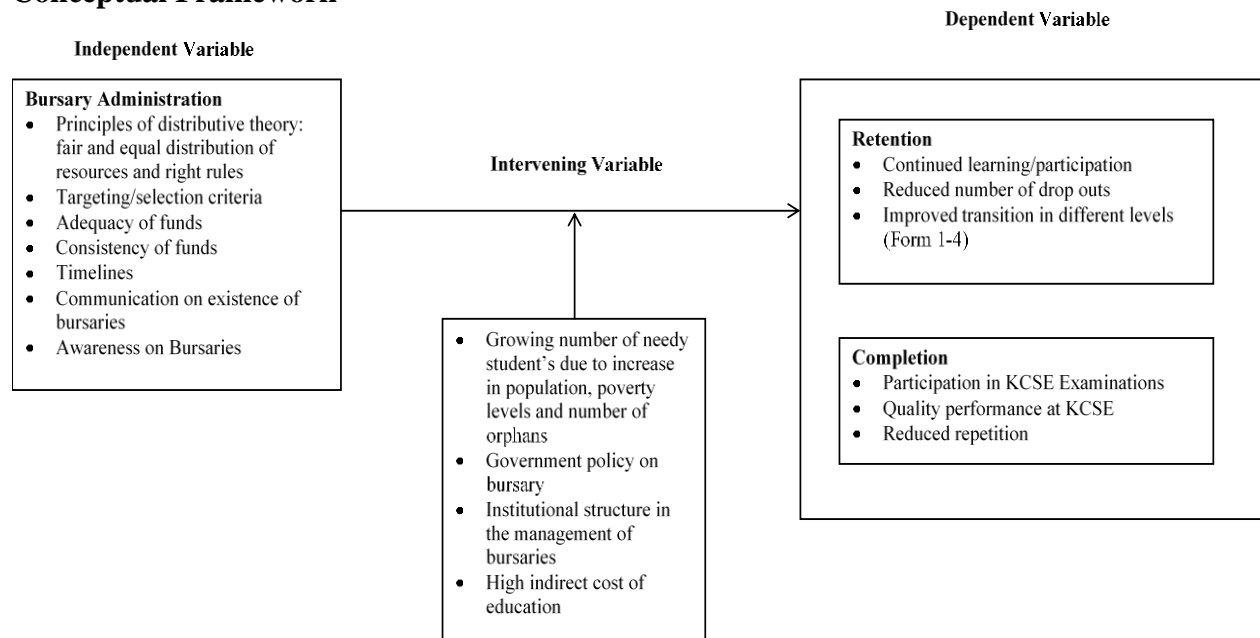 Conceptual Framework
Dependent Variable
Independent Variable
Bursary Administration
• Principles of distributive theory:
fair and equal distribution of
resources and right rules
• Targeting/selection criteria
• Adequacy of funds
• Consistency of funds
• Timelines
• Communication on existence of
bursaries
• Awareness on Bursaries
Intervening Variable
• Growing number of needy
student's due to increase
in population, poverty
levels and number of
orphans
• Government policy on
bursary
• Institutional structure in
the management of
bursaries
• High indirect cost of
education
Retention
• Continued learning/participation
• Reduced number of drop outs
• Improved transition in different levels
(Form 1-4)
Completion
• Participation in KCSE Examinations
• Quality performance at KCSE
• Reduced repetition